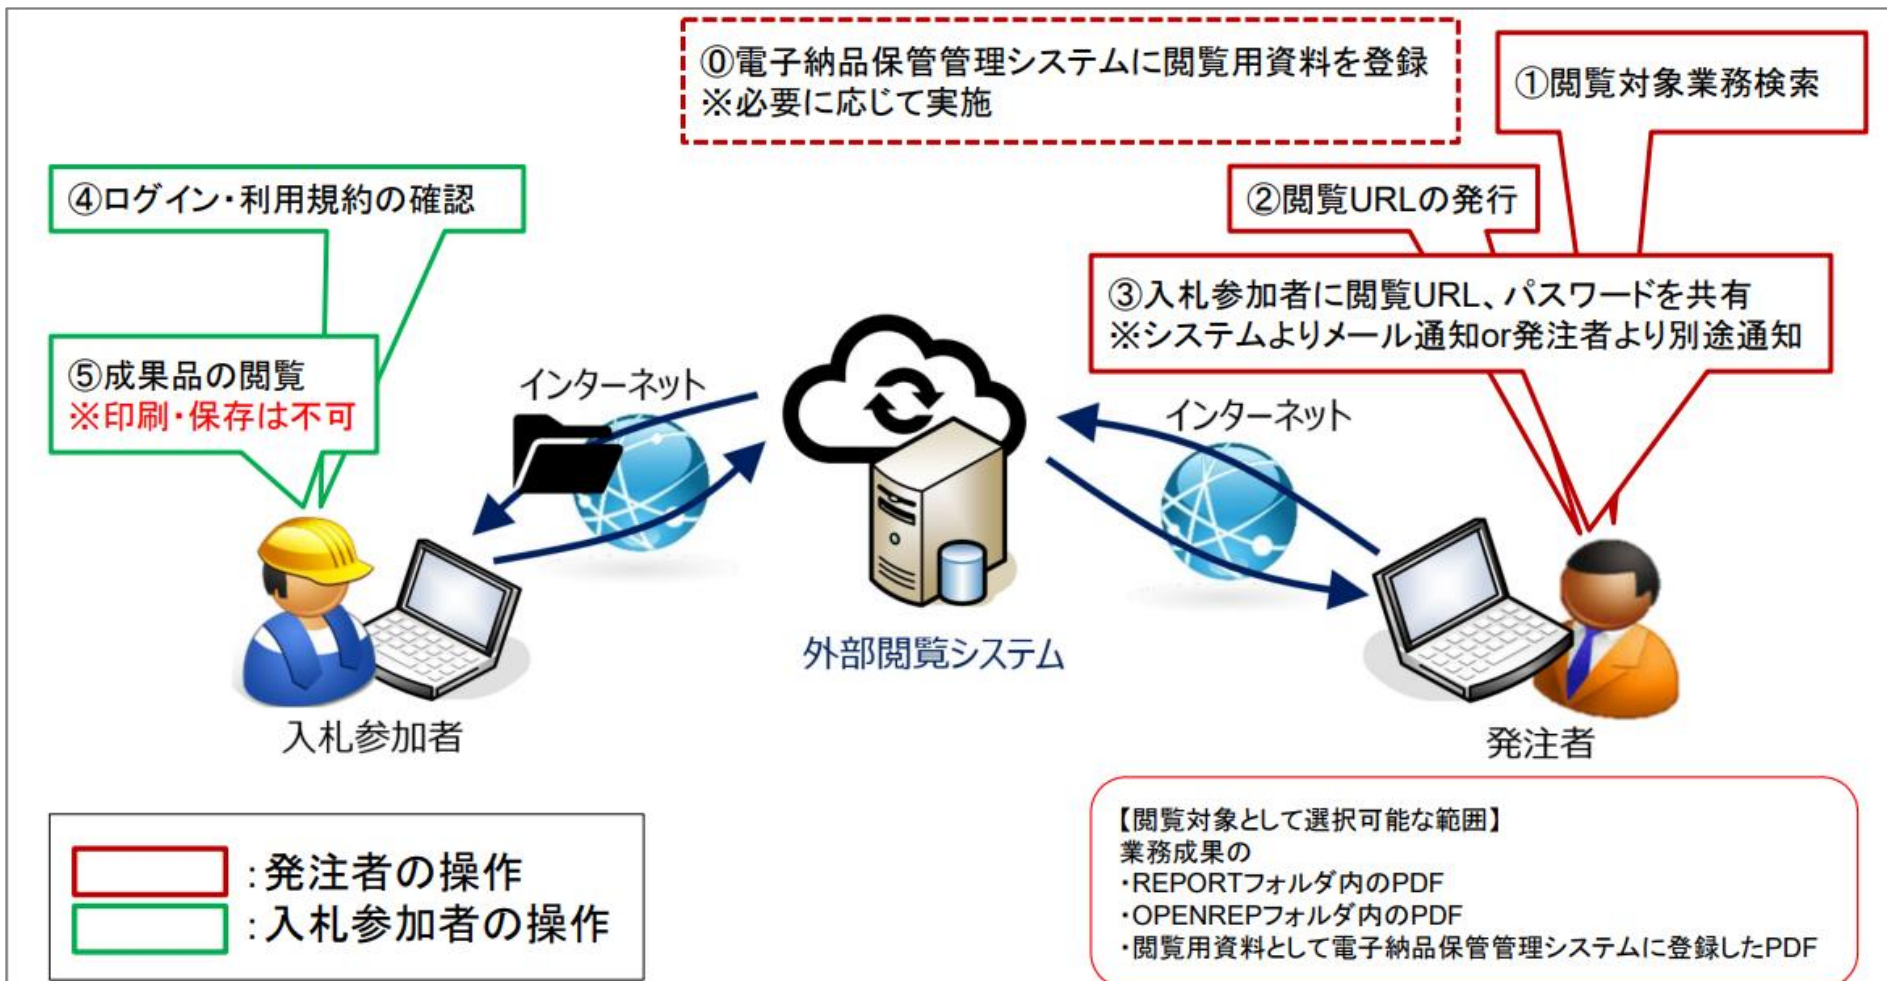 ⓪電子納品保管管理システムに閲覧用資料を登録
※必要に応じて実施
①閲覧対象業務検索
②閲覧URLの発行
③入札参加者に閲覧URL、パスワードを共有
※システムよりメール通知or発注者より別途通知
④ログイン・利用規約の確認
⑤成果品の閲覧
※印刷・保存は不可
インターネット
インターネット
外部閲覧システム
入札参加者
発注者
:発注者の操作
:入札参加者の操作
【閲覧対象として選択可能な範囲】
業務成果の
・REPORTフォルダ内のPDF
・OPENREPフォルダ内のPDF
・閲覧用資料として電子納品保管管理システムに登録したPDF